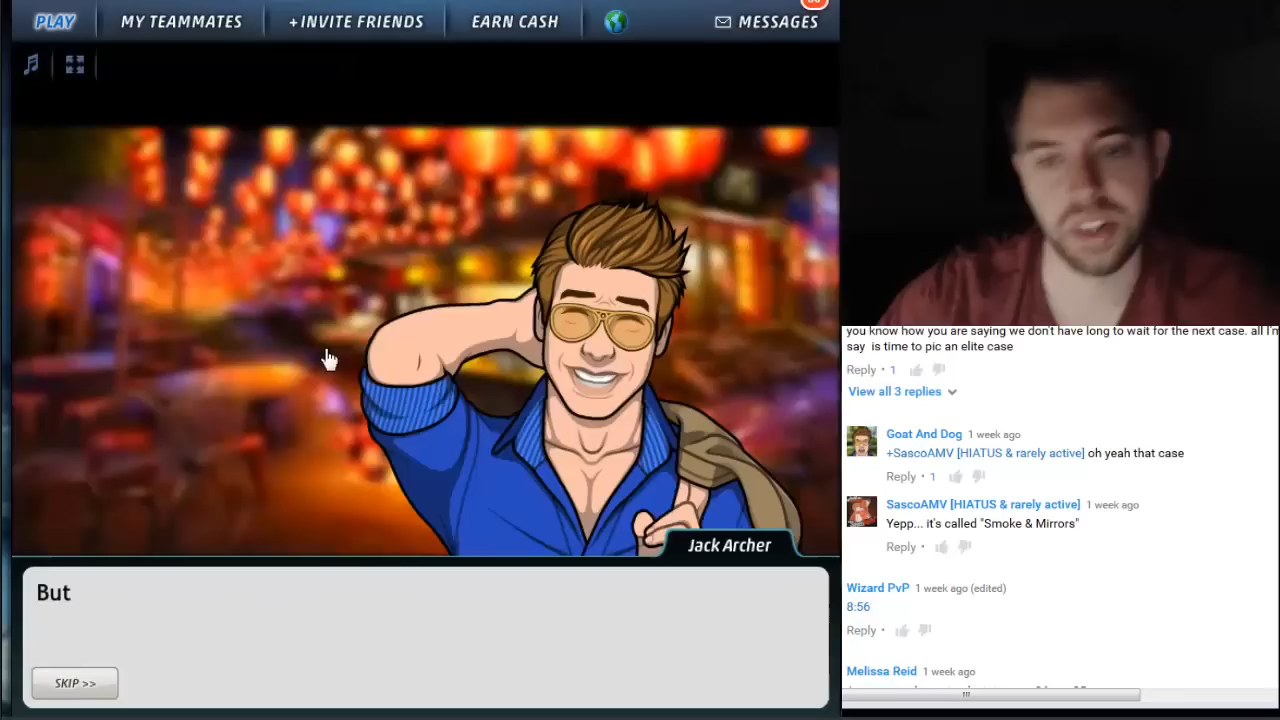 PLAY
MY TEAMMATES
+INVITE FRIENDS
EARN CASH
MESSAGES
Jack Archer
But
SKIP >>
you know how you are saying we don't have long to wait for the next case. all I'm
say is time to pic an elite case
Reply • 1
View all 3 replies
Goat And Dog 1 week ago
+SascoAMV [HIATUS & rarely active] oh yeah that case
Reply • 1
SascoAMV [HIATUS & rarely active] 1 week ago
Yepp... it's called "Smoke & Mirrors"
Reply •
Wizard PvP 1 week ago (edited)
8:56
Reply •
Melissa Reid 1 week ago